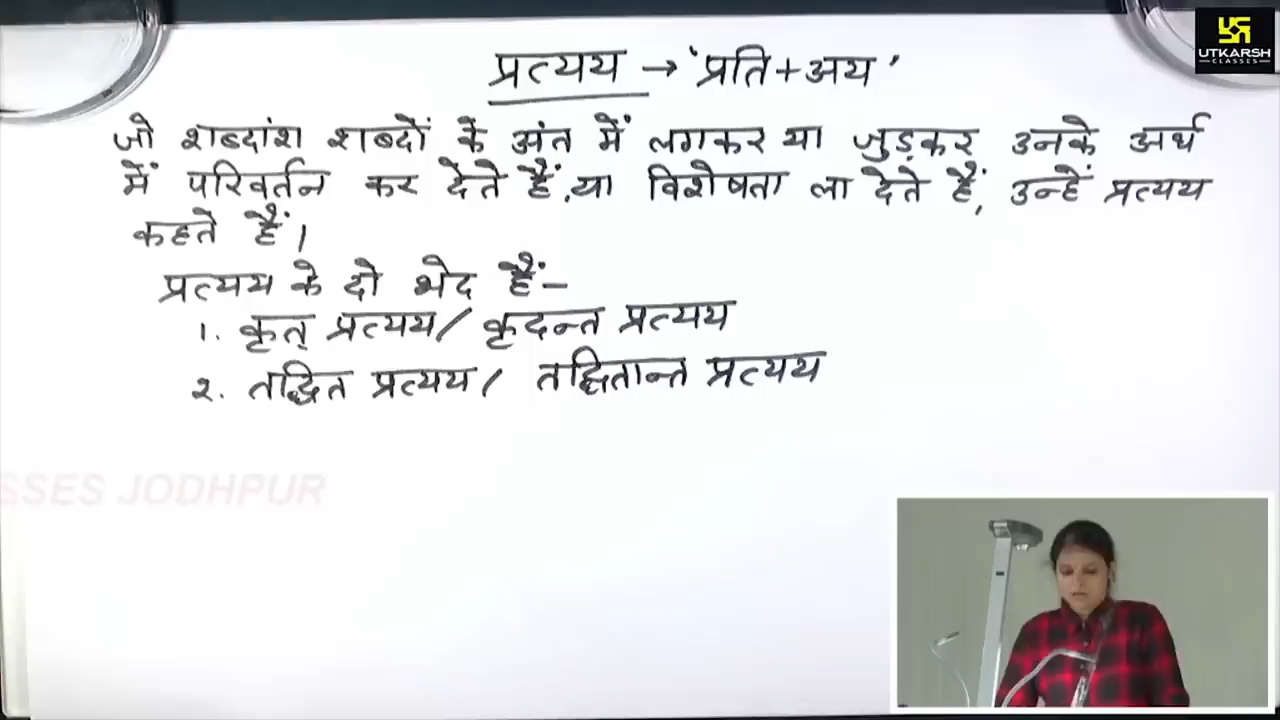 UTKARSH
CLASSES
प्रत्यय → 'प्रति + अय'
जो शब्दांश शब्दों के अंत में लगकर या जुड़कर उनके अर्थ
में परिवर्तन कर देते हैं, या विशेषता ला देते हैं, उन्हें प्रत्यय
कहते हैं।
प्रत्यय के दो भेद हैं-
1. कृत् प्रत्यय / कृदन्त प्रत्यय
२. तद्धित प्रत्यय / तद्धितान्त प्रत्यय
SSES JODHPUR